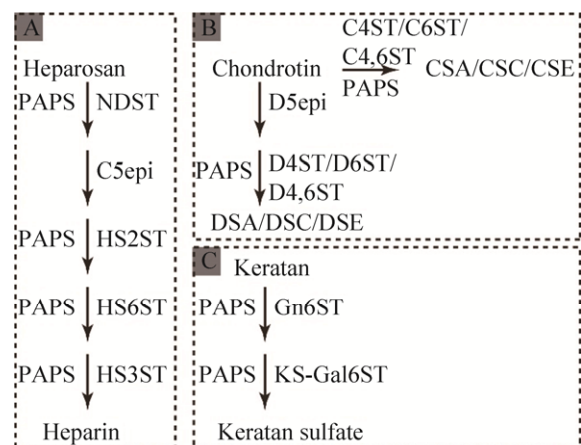 A
Heparosan
PAPS NDST
C5epi
PAPS HS2ST
PAPS HS6ST
PAPS HS3ST
Heparin
B
C4ST/C6ST/
C4,6ST
Chondrotin
PAPS
CSA/CSC/CSE
D5epi
PAPS
D4ST/D6ST/
D4,6ST
DSA/DSC/DSE
C
Keratan
PAPS Gn6ST
PAPS KS-Gal6ST
Keratan sulfate